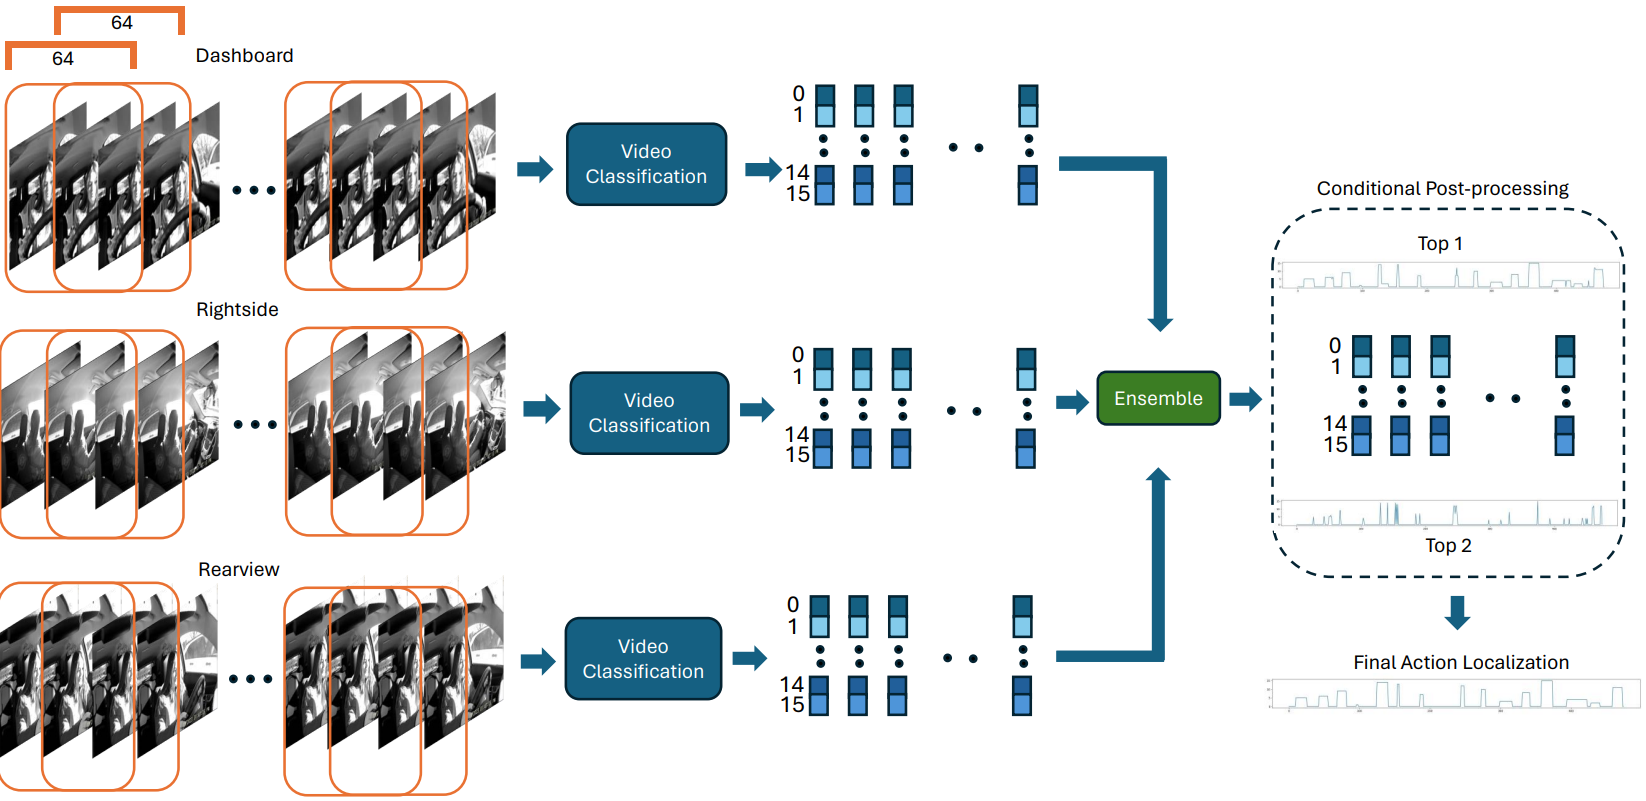 64
64
Dashboard
0
1
14
15
Video
Classification
Rightside
0
1
14
15
Video
Classification
Ensemble
Rearview
0
1
14
15
Video
Classification
Conditional Post-processing
Top 1
0
1
14
15
Top 2
Final Action Localization